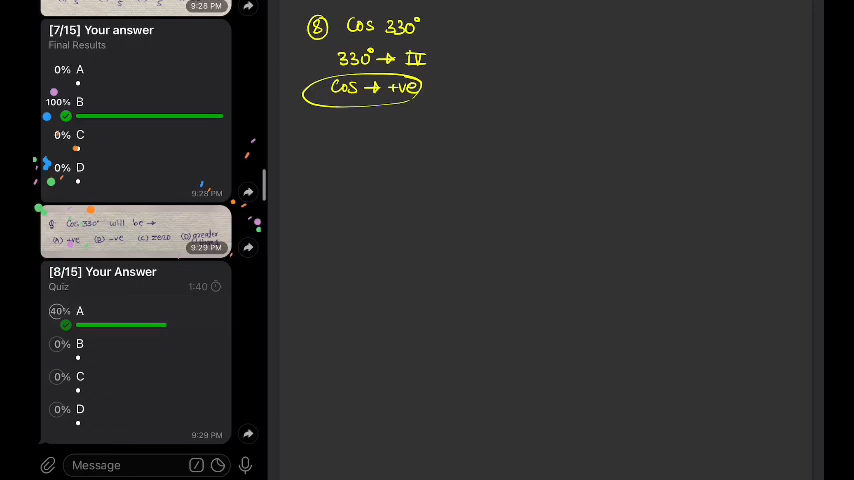 9:28 PM
[7/15] Your answer
Final Results
0% A
100% B
0% C
0% D
9:28 PM
Q Cos 330° will be →
(A) +ve (B) -ve (C) zero (D) greater
9:29 PM
[8/15] Your Answer
Quiz 1:40
40% A
0% B
0% C
0% D
9:29 PM
Message
⑧ Cos 330°
330° → IV
Cos → +ve